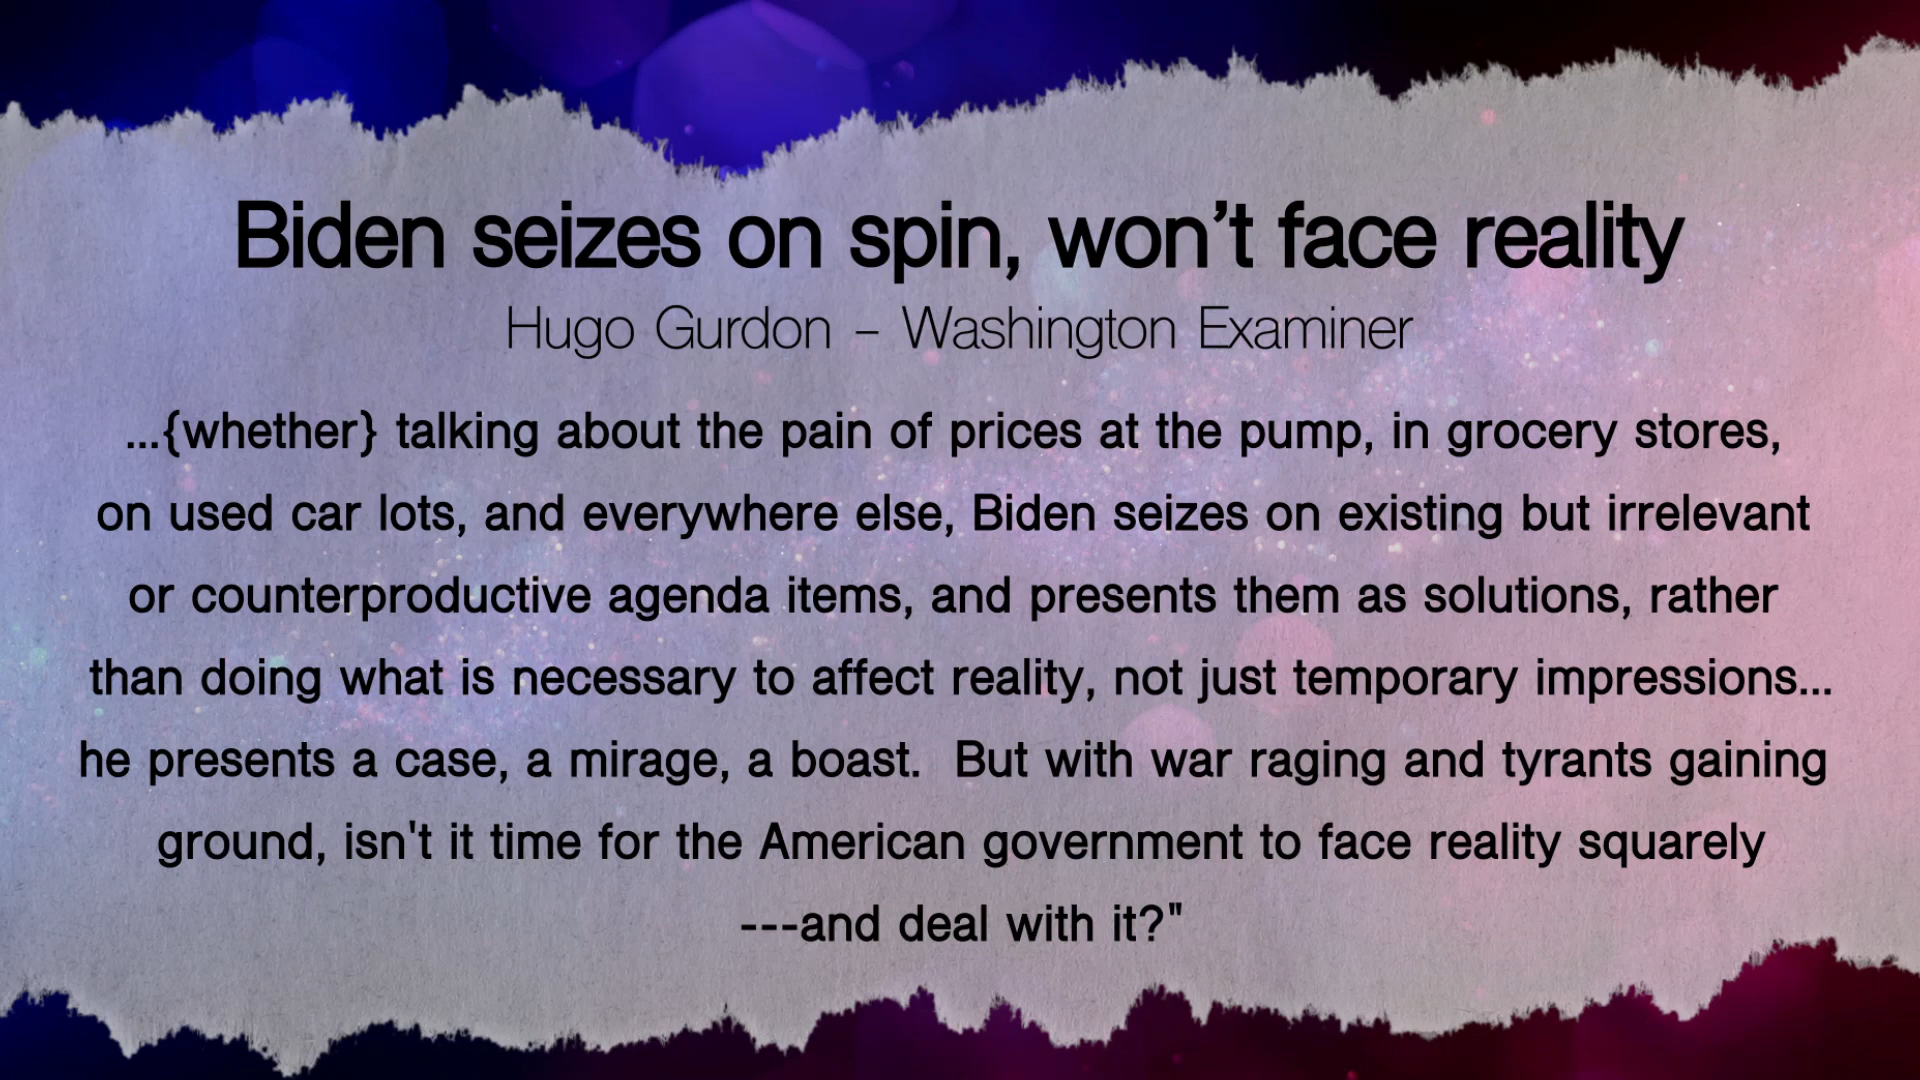 Biden seizes on spin, won’t face reality
Hugo Gurdon – Washington Examiner
...{whether} talking about the pain of prices at the pump, in grocery stores,
on used car lots, and everywhere else, Biden seizes on existing but irrelevant
or counterproductive agenda items, and presents them as solutions, rather
than doing what is necessary to affect reality, not just temporary impressions...
he presents a case, a mirage, a boast.  But with war raging and tyrants gaining
ground, isn't it time for the American government to face reality squarely
---and deal with it?"